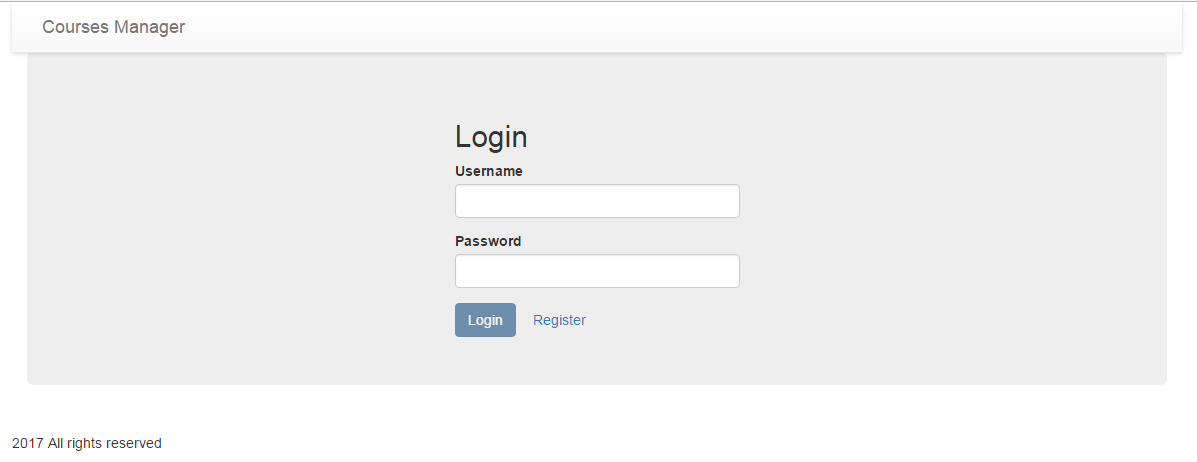 Courses Manager
Login
Username
Password
Login Register
2017 All rights reserved